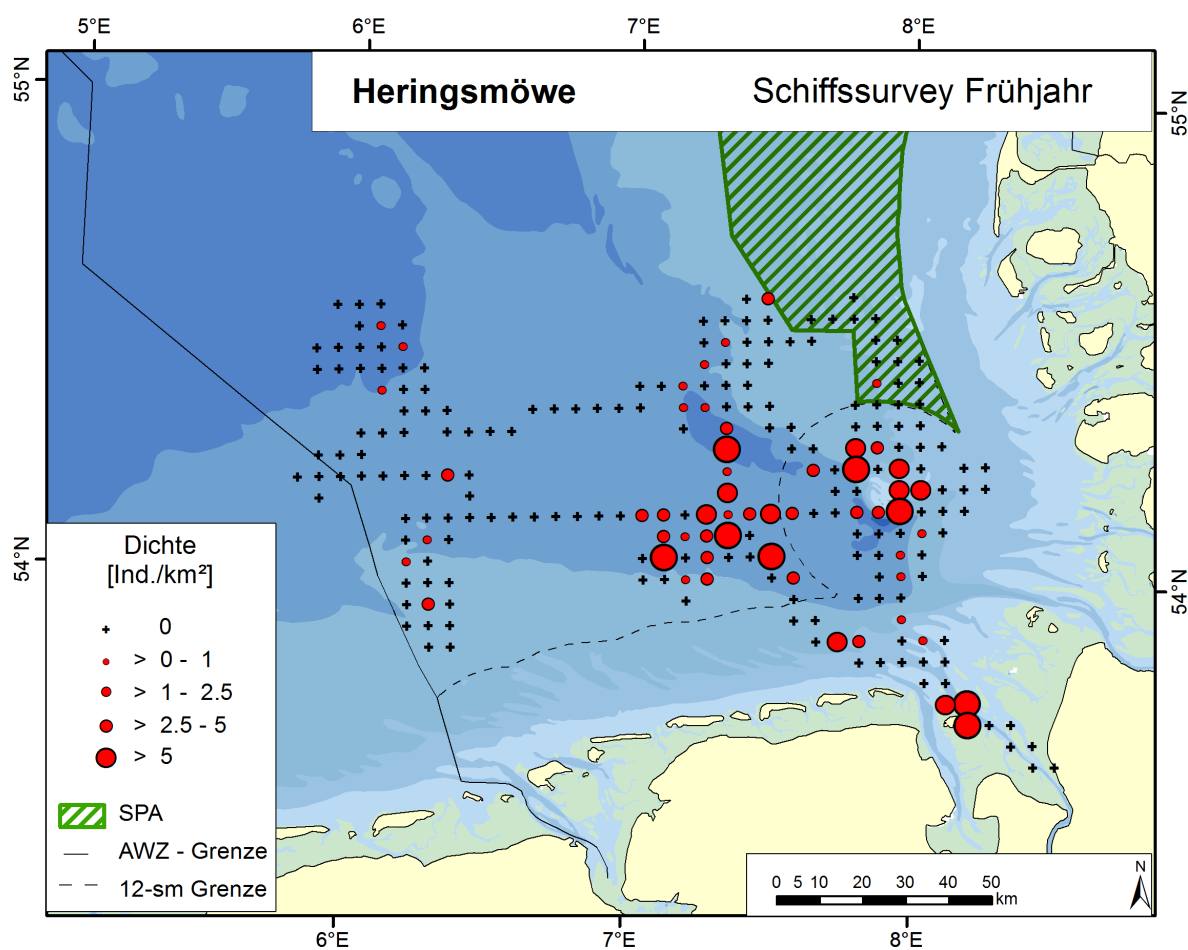 5°E 6°E 7°E 8°E
55°N
55°N
Heringsmöwe Schiffssurvey Frühjahr
54°N
54°N
Dichte
[Ind./km²]
0
> 0 - 1
> 1 - 2.5
> 2.5 - 5
> 5
SPA
AWZ - Grenze
12-sm Grenze
N
0 5 10 20 30 40 50
km
6°E 7°E 8°E